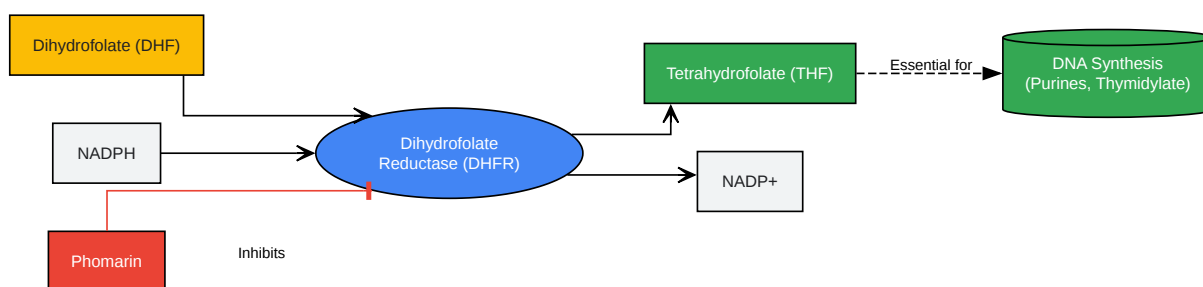 Dihydrofolate (DHF)
NADPH
Phomarin
Inhibits
Dihydrofolate
Reductase (DHFR)
Tetrahydrofolate (THF)
NADP+
Essential for
DNA Synthesis
(Purines, Thymidylate)